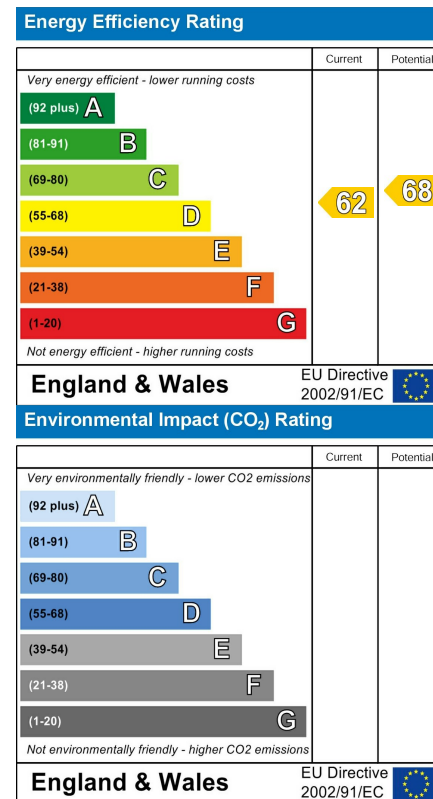 Energy Efficiency Rating
Current Potential
Very energy efficient - lower running costs
(92 plus) A
(81-91) B
(69-80) C
(55-68) D
(39-54) E
(21-38) F
(1-20) G
62 68
Not energy efficient - higher running costs
England & Wales
EU Directive
2002/91/EC
Environmental Impact (CO₂) Rating
Current Potential
Very environmentally friendly - lower CO2 emissions
(92 plus) A
(81-91) B
(69-80) C
(55-68) D
(39-54) E
(21-38) F
(1-20) G
Not environmentally friendly - higher CO2 emissions
England & Wales
EU Directive
2002/91/EC